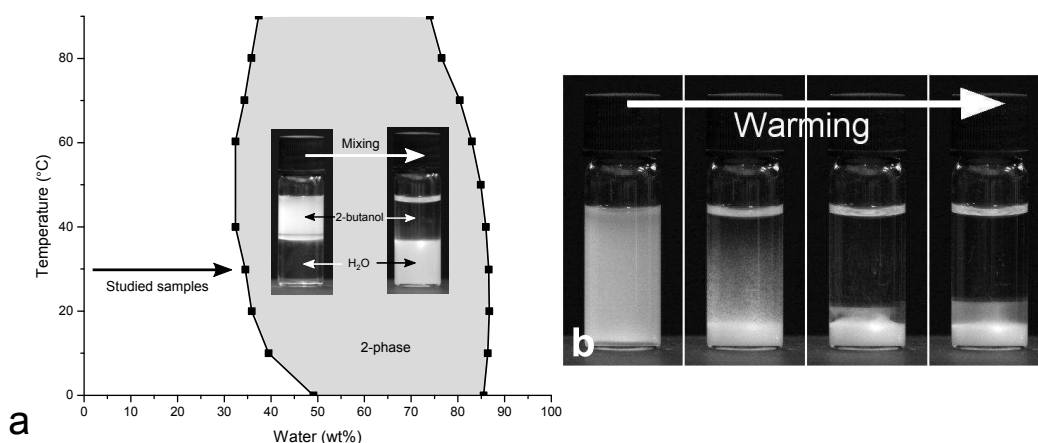 80
60
40
20
0
Temperature (°C)
0 10 20 30 40 50 60 70 80 90 100
Water (wt%)
Mixing
2-butanol
H₂O
Studied samples
2-phase
a
Warming
b